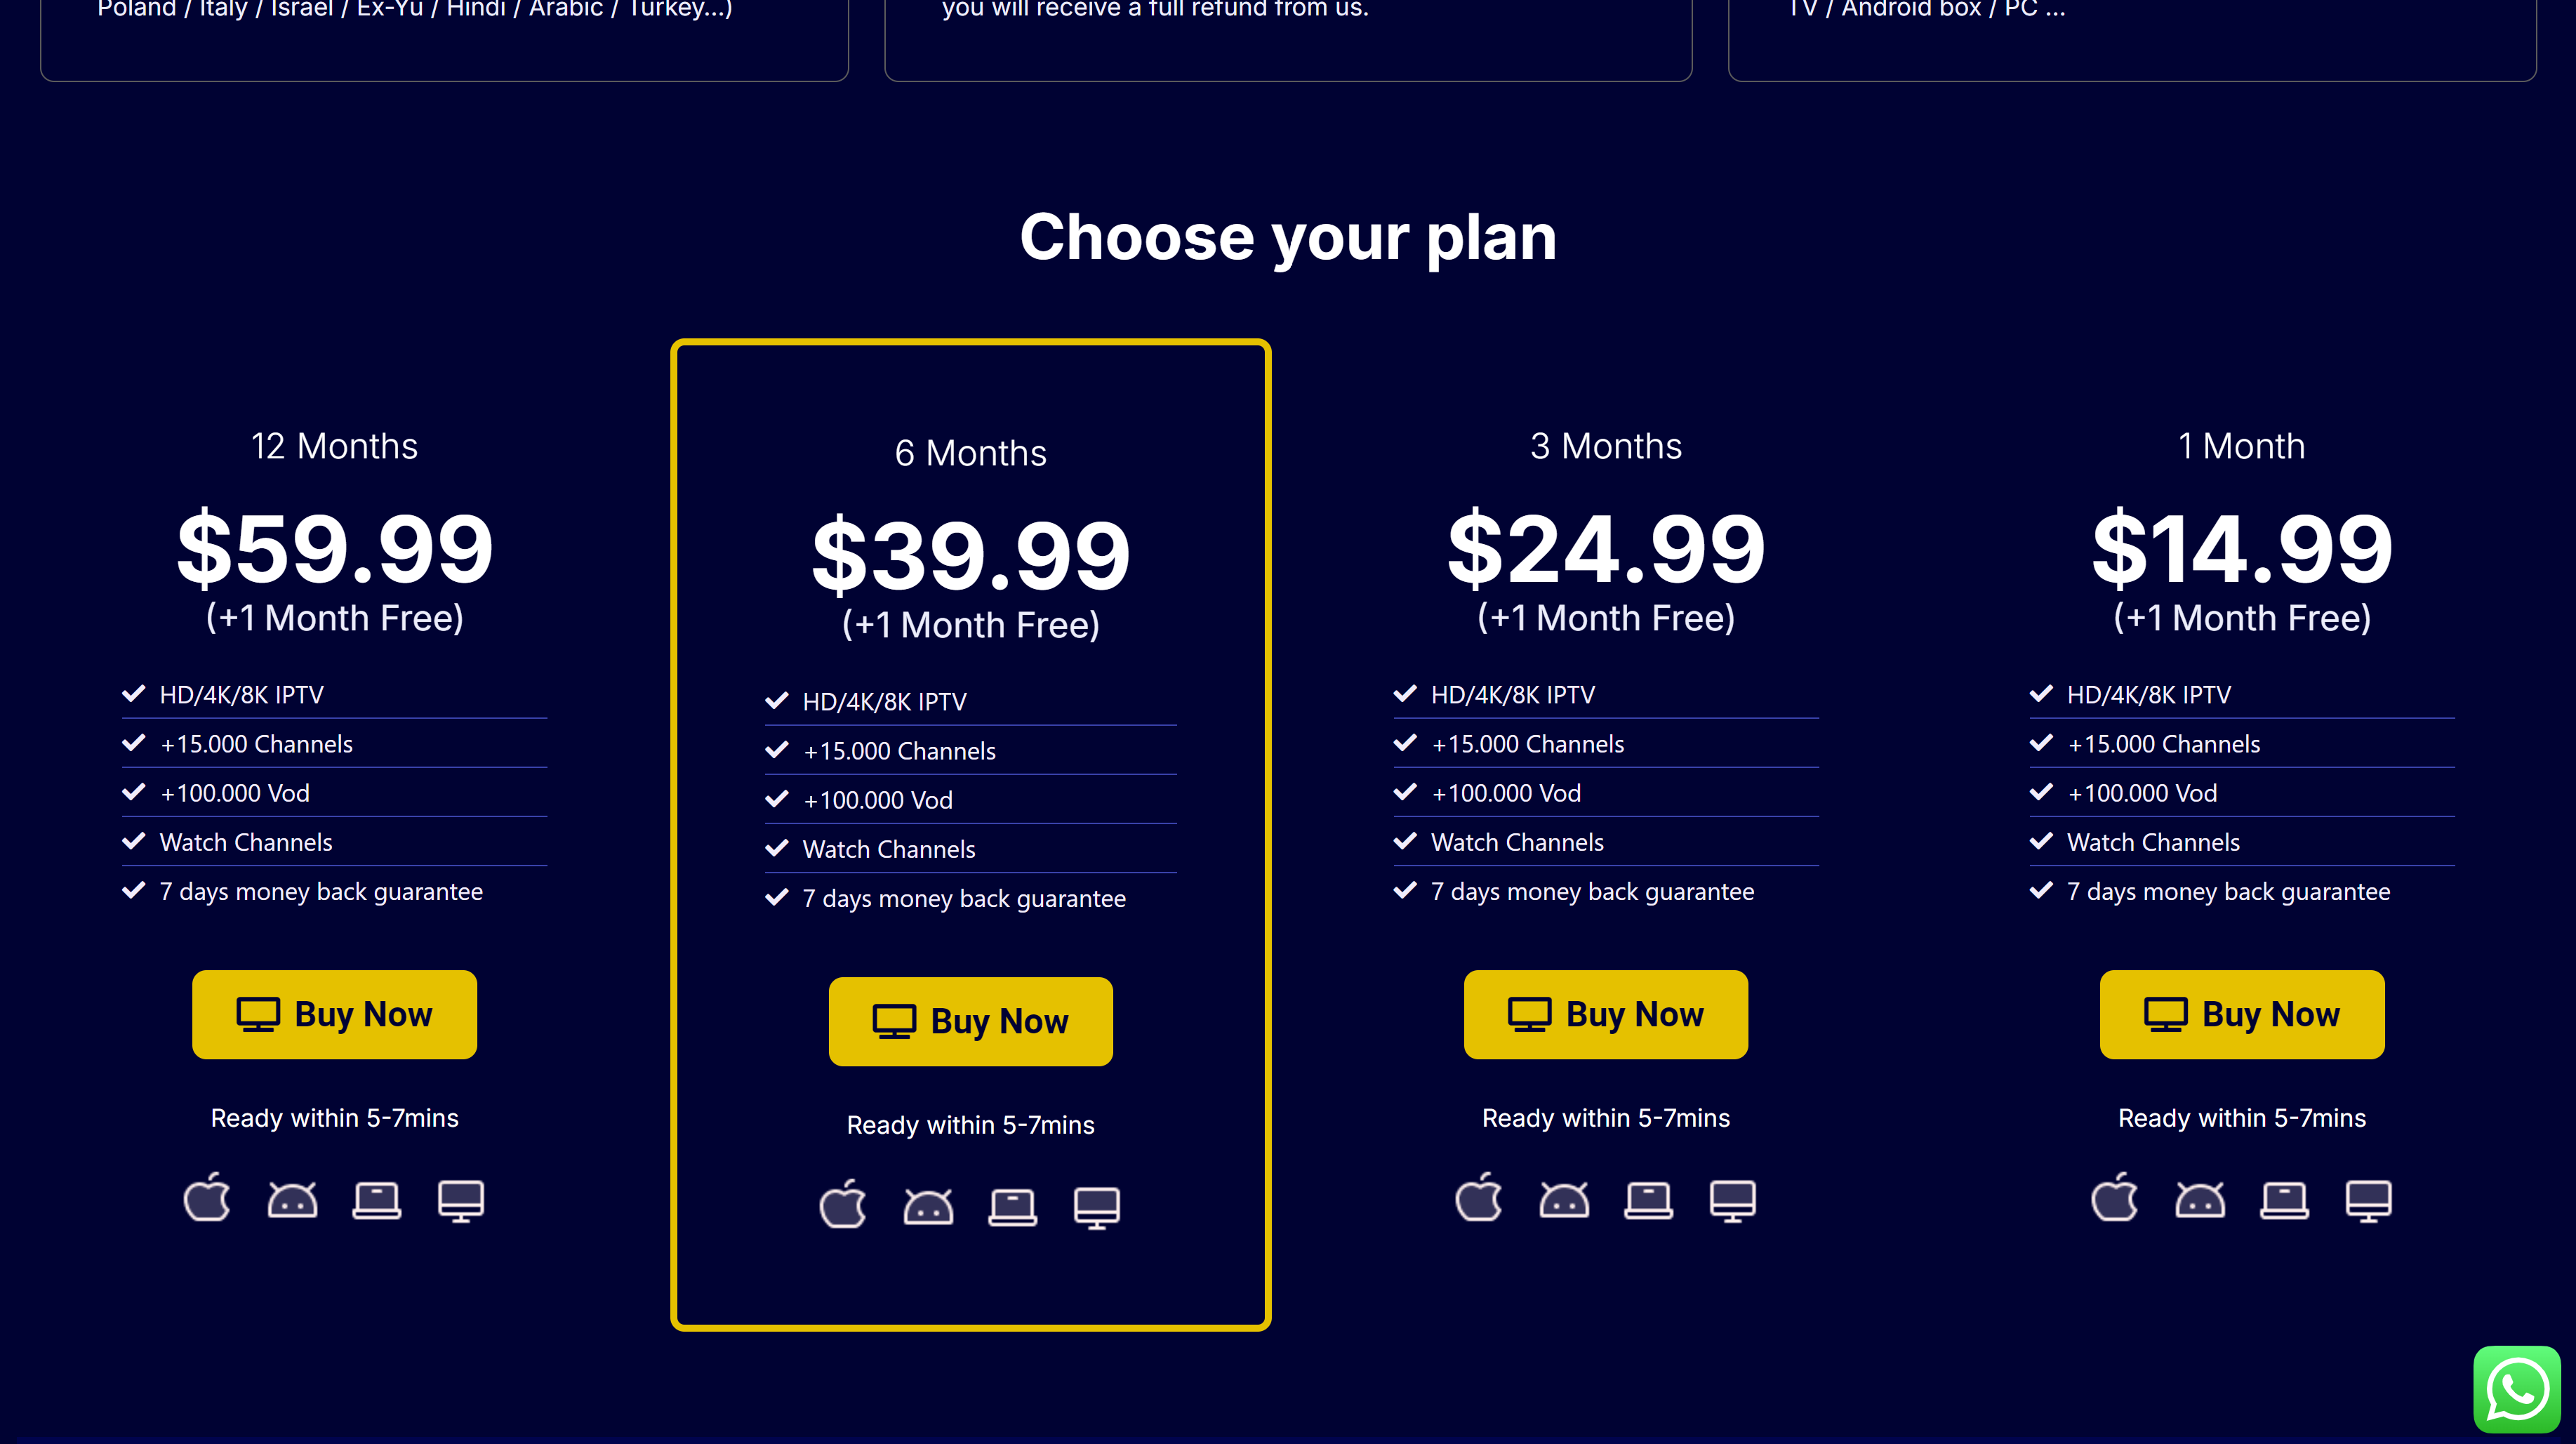 Poland / Italy / Israel / Ex-Yu / Hindi / Arabic / Turkey...)
you will receive a full refund from us.
TV / Android box / PC ...
Choose your plan
12 Months
$59.99
(+1 Month Free)
HD/4K/8K IPTV
+15.000 Channels
+100.000 Vod
Watch Channels
7 days money back guarantee
Buy Now
Ready within 5-7mins
6 Months
$39.99
(+1 Month Free)
HD/4K/8K IPTV
+15.000 Channels
+100.000 Vod
Watch Channels
7 days money back guarantee
Buy Now
Ready within 5-7mins
3 Months
$24.99
(+1 Month Free)
HD/4K/8K IPTV
+15.000 Channels
+100.000 Vod
Watch Channels
7 days money back guarantee
Buy Now
Ready within 5-7mins
1 Month
$14.99
(+1 Month Free)
HD/4K/8K IPTV
+15.000 Channels
+100.000 Vod
Watch Channels
7 days money back guarantee
Buy Now
Ready within 5-7mins